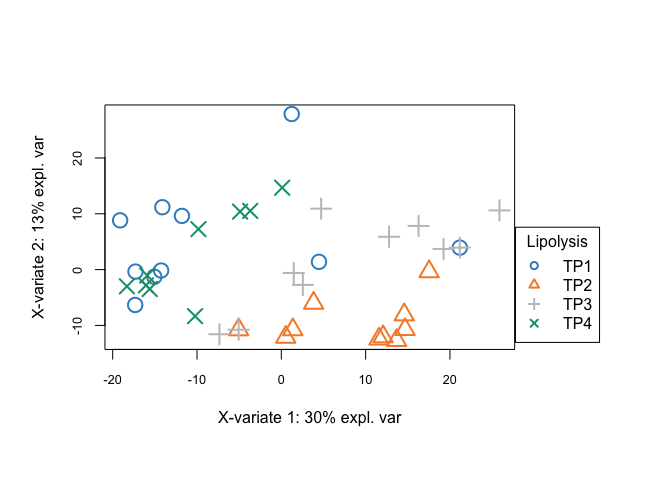 X-variate 2: 13% expl. var
20
10
0
-10
-20
-10
0
10
20
X-variate 1: 30% expl. var
Lipolysis
TP1
TP2
TP3
TP4